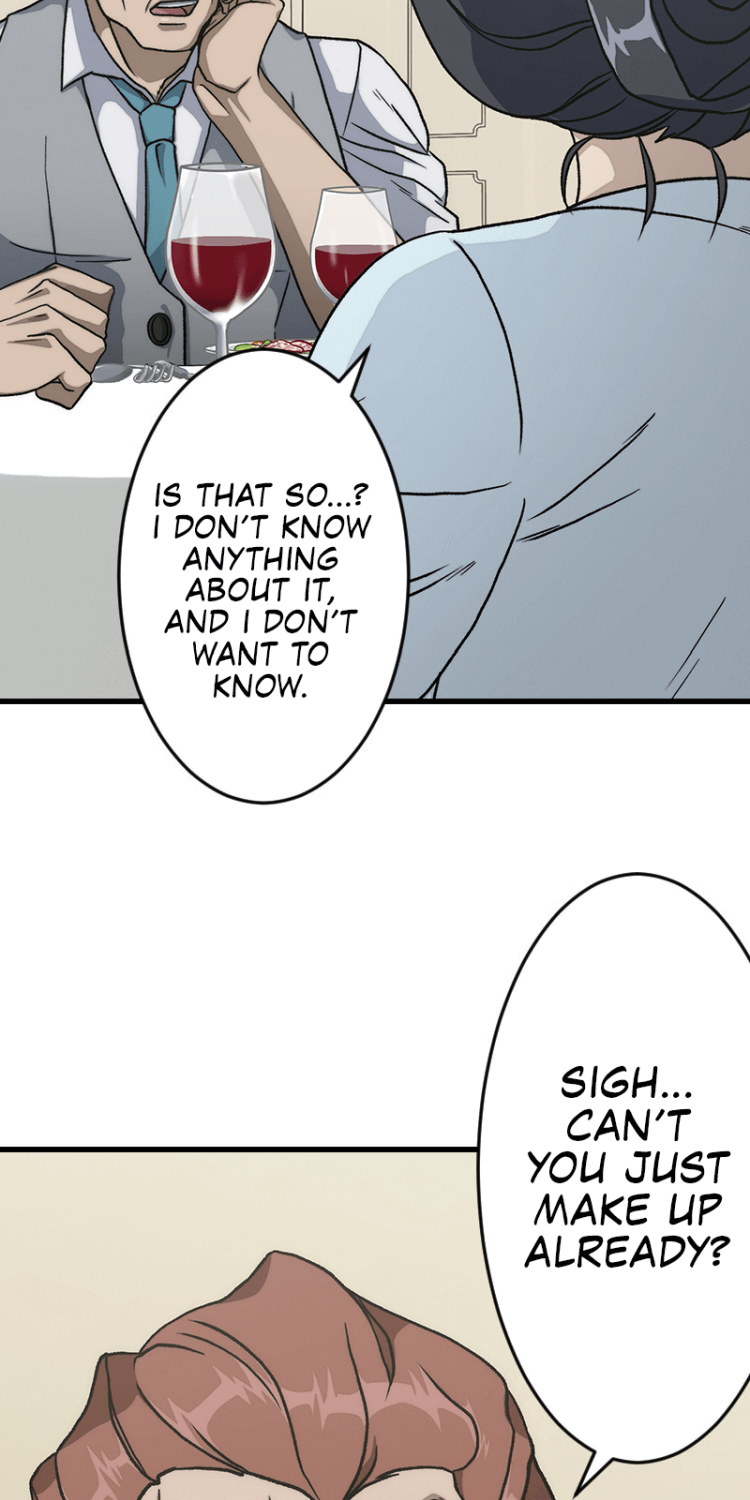 IS THAT SO...?
I DON'T KNOW
ANYTHING
ABOUT IT,
AND I DON'T
WANT TO
KNOW.
SIGH...
CAN'T
YOU JUST
MAKE UP
ALREADY?